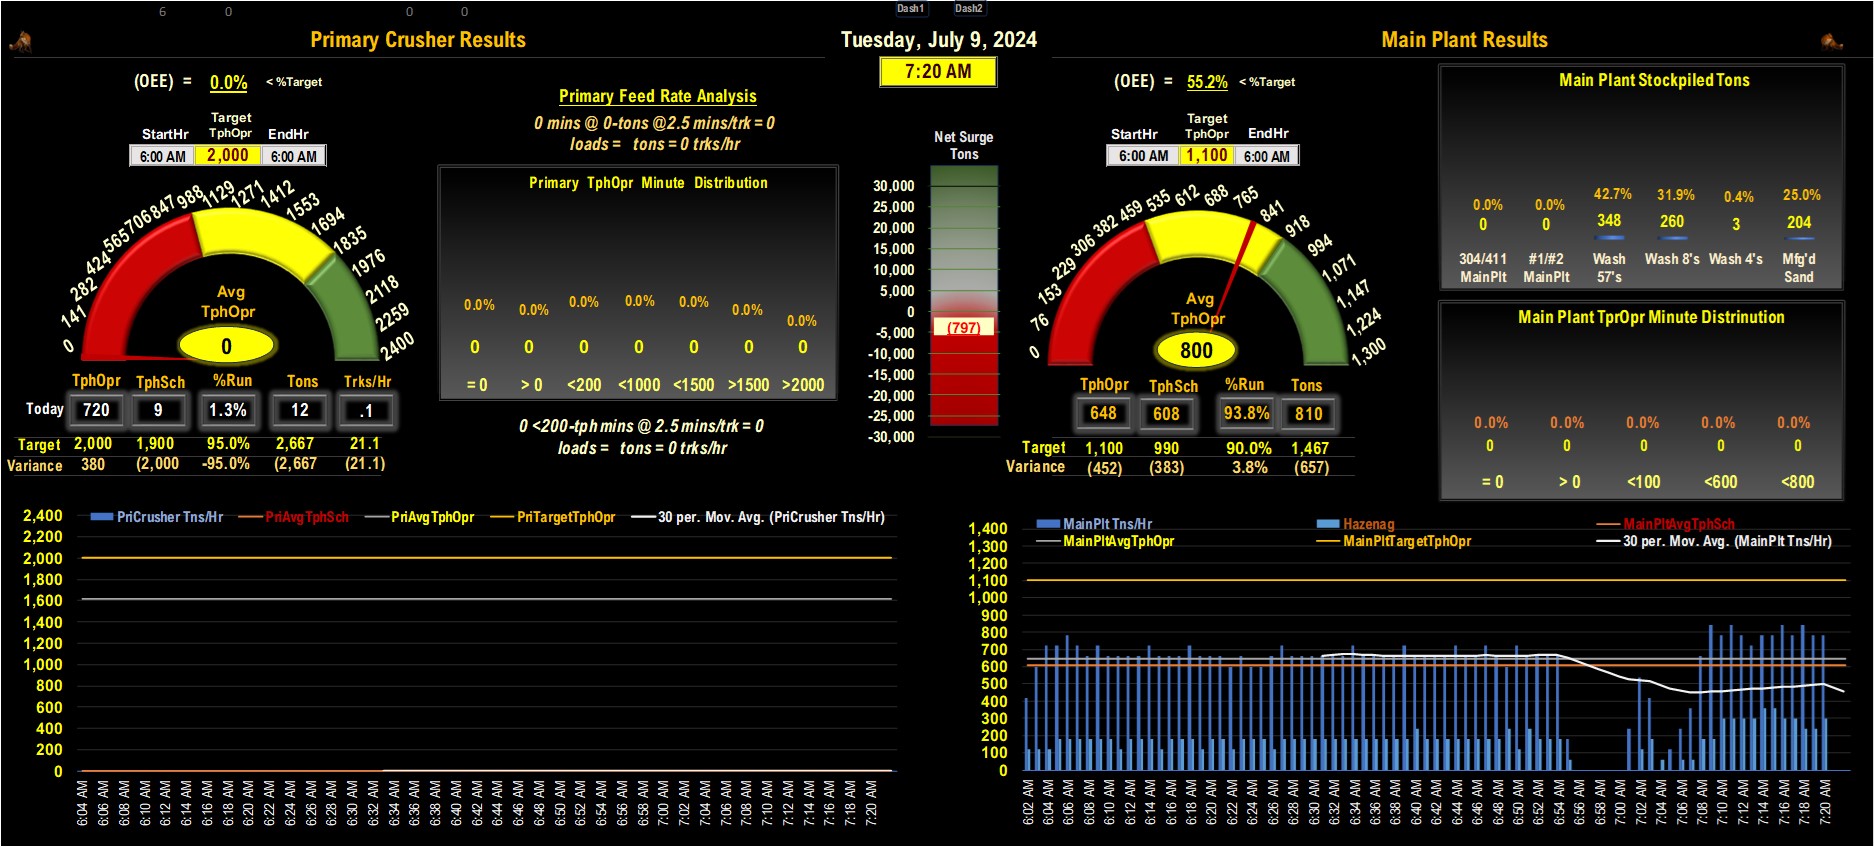 6 0 0 0 Dash1 Dash2
Primary Crusher Results
Tuesday, July 9, 2024
Main Plant Results
7:20 AM
(OEE) = 0.0% < %Target
Target
StartHr TphOpr EndHr
6:00 AM 2,000 6:00 AM
0 141 282 424 565 706 847 988 1129 1271 1412 1553 1694 1835 1976 2118 2259 2400
Avg
TphOpr
0
TphOpr TphSch %Run Tons Trks/Hr
Today 720 9 1.3% 12 .1
Target 2,000 1,900 95.0% 2,667 21.1
Variance 380 (2,000 -95.0% (2,667 (21.1)
Primary Feed Rate Analysis
0 mins @ 0-tons @2.5 mins/trk = 0
loads = tons = 0 trks/hr
Primary TphOpr Minute Distribution
0.0% 0.0% 0.0% 0.0% 0.0% 0.0% 0.0%
0 0 0 0 0 0 0
= 0 > 0 <200 <1000 <1500 >1500 >2000
0 <200-tph mins @ 2.5 mins/trk = 0
loads = tons = 0 trks/hr
Net Surge
Tons
30,000
25,000
20,000
15,000
10,000
5,000
0
-5,000
-10,000
-15,000
-20,000
-25,000
-30,000
(797)
(OEE) = 55.2% < %Target
Target
StartHr TphOpr EndHr
6:00 AM 1,100 6:00 AM
0 76 153 229 306 382 459 535 612 688 765 841 918 994 1,071 1,147 1,224 1,300
Avg
TphOpr
800
TphOpr TphSch %Run Tons
648 608 93.8% 810
Target 1,100 990 90.0% 1,467
Variance (452) (383) 3.8% (657)
Main Plant Stockpiled Tons
0.0% 0.0% 42.7% 31.9% 0.4% 25.0%
0 0 348 260 3 204
304/411 #1/#2 Wash Wash 8's Wash 4's Mfg'd
MainPlt MainPlt 57's Sand
Main Plant TprOpr Minute Distrinution
0.0% 0.0% 0.0% 0.0% 0.0%
0 0 0 0 0
= 0 > 0 <100 <600 <800
PriCrusher Tns/Hr PriAvgTphSch PriAvgTphOpr PriTargetTphOpr 30 per. Mov. Avg. (PriCrusher Tns/Hr)
2,400
2,200
2,000
1,800
1,600
1,400
1,200
1,000
800
600
400
200
0
6:04 AM 6:06 AM 6:08 AM 6:10 AM 6:12 AM 6:14 AM 6:16 AM 6:18 AM 6:20 AM 6:22 AM 6:24 AM 6:26 AM 6:28 AM 6:30 AM 6:32 AM 6:34 AM 6:36 AM 6:38 AM 6:40 AM 6:42 AM 6:44 AM 6:46 AM 6:48 AM 6:50 AM 6:52 AM 6:54 AM 6:56 AM 6:58 AM 7:00 AM 7:02 AM 7:04 AM 7:06 AM 7:08 AM 7:10 AM 7:12 AM 7:14 AM 7:16 AM 7:18 AM 7:20 AM
MainPlt Tns/Hr Hazenag MainPltAvgTphSch
MainPltAvgTphOpr MainPltTargetTphOpr 30 per. Mov. Avg. (MainPlt Tns/Hr)
1,400
1,300
1,200
1,100
1,000
900
800
700
600
500
400
300
200
100
0
6:02 AM 6:04 AM 6:06 AM 6:08 AM 6:10 AM 6:12 AM 6:14 AM 6:16 AM 6:18 AM 6:20 AM 6:22 AM 6:24 AM 6:26 AM 6:28 AM 6:30 AM 6:32 AM 6:34 AM 6:36 AM 6:38 AM 6:40 AM 6:42 AM 6:44 AM 6:46 AM 6:48 AM 6:50 AM 6:52 AM 6:54 AM 6:56 AM 6:58 AM 7:00 AM 7:02 AM 7:04 AM 7:06 AM 7:08 AM 7:10 AM 7:12 AM 7:14 AM 7:16 AM 7:18 AM 7:20 AM